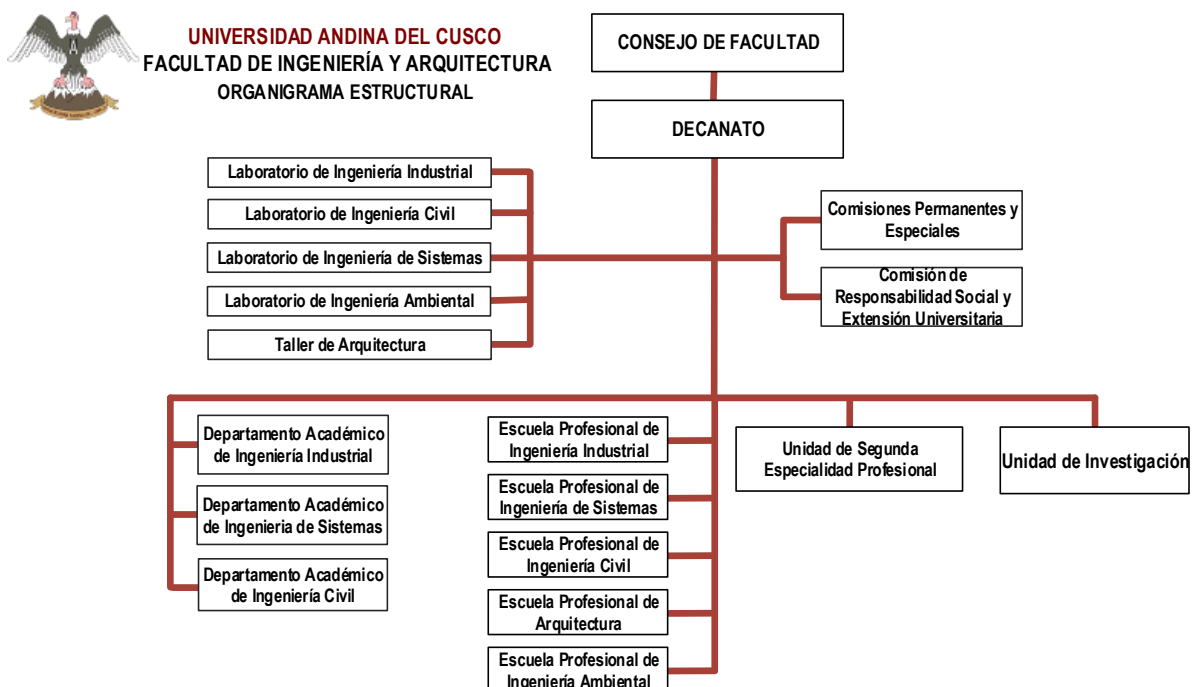 UNIVERSIDAD ANDINA DEL CUSCO
FACULTAD DE INGENIERÍA Y ARQUITECTURA
ORGANIGRAMA ESTRUCTURAL
CONSEJO DE FACULTAD
DECANATO
Laboratorio de Ingeniería Industrial
Laboratorio de Ingeniería Civil
Laboratorio de Ingeniería de Sistemas
Laboratorio de Ingeniería Ambiental
Taller de Arquitectura
Comisiones Permanentes y
Especiales
Comisión de
Responsabilidad Social y
Extensión Universitaria
Departamento Académico
de Ingeniería Industrial
Departamento Académico
de Ingenieria de Sistemas
Departamento Académico
de Ingeniería Civil
Escuela Profesional de
Ingeniería Industrial
Escuela Profesional de
Ingeniería de Sistemas
Escuela Profesional de
Ingeniería Civil
Escuela Profesional de
Arquitectura
Escuela Profesional de
Ingeniería Ambiental
Unidad de Segunda
Especialidad Profesional
Unidad de Investigación